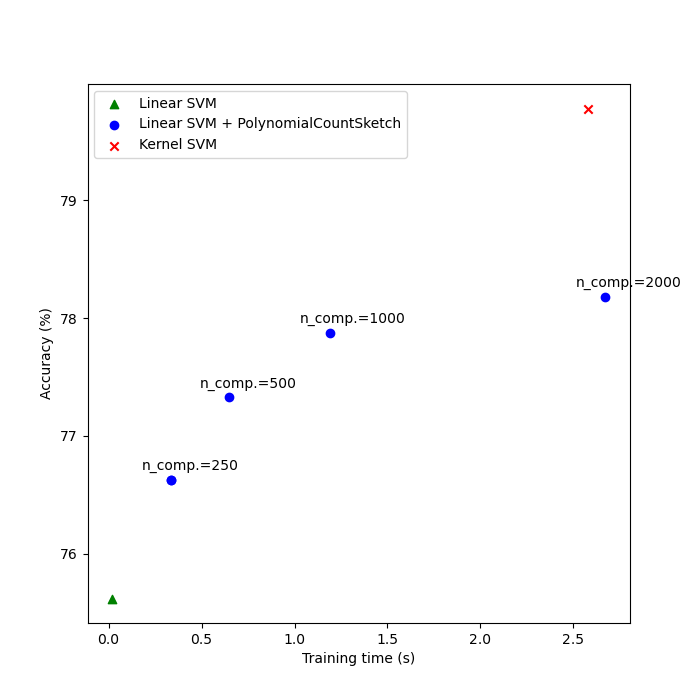 Linear SVM
Linear SVM + PolynomialCountSketch
Kernel SVM
79
78
77
76
Accuracy (%)
n_comp.=2000
n_comp.=1000
n_comp.=500
n_comp.=250
0.0 0.5 1.0 1.5 2.0 2.5
Training time (s)